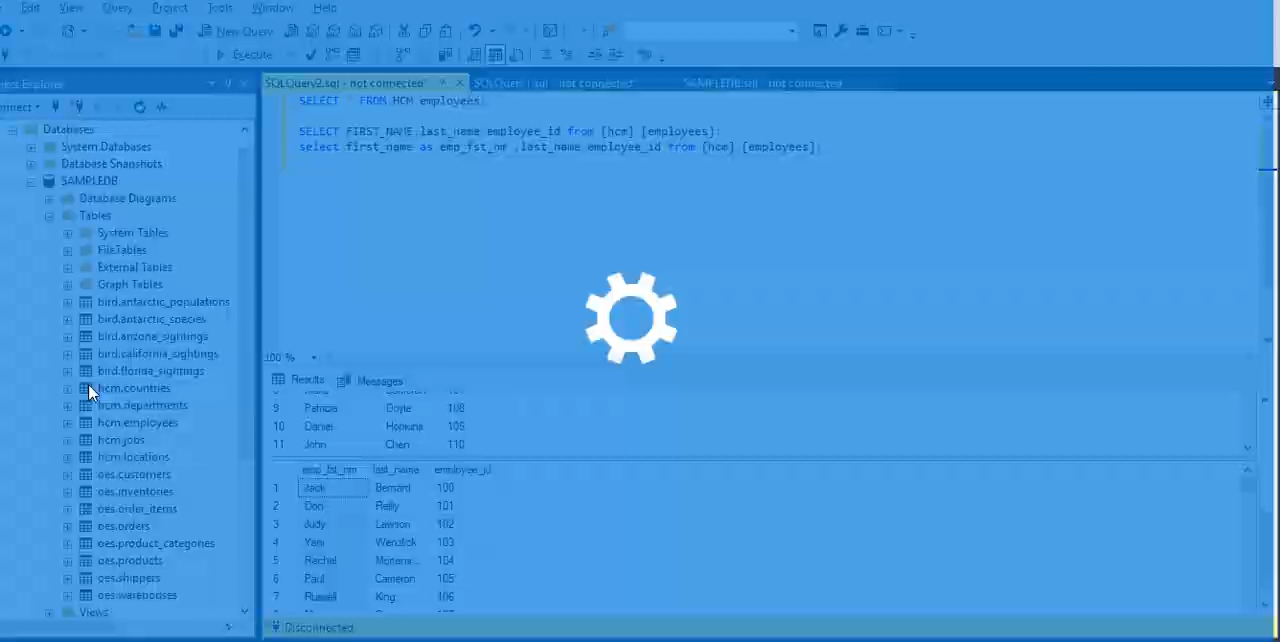 Edit View Query Project Tools Window Help
New Query
Execute
ect Explorer
nnect
SQLQuery2.sql - not connected* SQLQuery1.sql - not connected* SAMPLEDB.sql - not connected
SELECT * FROM HCM employees
SELECT FIRST_NAME,last_name employee_id from [hcm] [employees];
select first_name as emp_fst_nm ,last_name employee_id from [hcm] [employees];
Databases
System Databases
Database Snapshots
SAMPLEDB
Database Diagrams
Tables
System Tables
FileTables
External Tables
Graph Tables
bird.antarctic_populations
bird.antarctic_species
bird.arizona_sightings
bird.california_sightings
bird.florida_sightings
hcm.countries
hcm.departments
hcm.employees
hcm.jobs
hcm.locations
oes.customers
oes.inventories
oes.order_items
oes.orders
oes.product_categories
oes.products
oes.shippers
oes.warehouses
Views
100 %
Results Messages
9 Patricia Doyle 108
10 Daniel Hopkins 109
11 John Chen 110
emp_fst_nm last_name employee_id
1 Jack Bernard 100
2 Don Reilly 101
3 Judy Lawson 102
4 Yani 103
5 Rachel 104
6 Paul Cameron 105
7 Russell King 106
Disconnected.